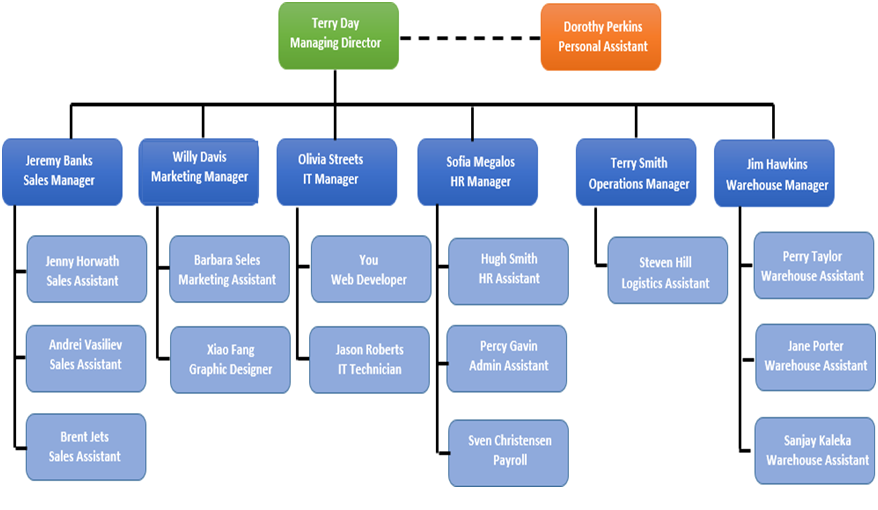 Terry Day
Managing Director
Dorothy Perkins
Personal Assistant
Jeremy Banks
Sales Manager
Willy Davis
Marketing Manager
Olivia Streets
IT Manager
Sofia Megalos
HR Manager
Terry Smith
Operations Manager
Jim Hawkins
Warehouse Manager
Jenny Horwath
Sales Assistant
Barbara Seles
Marketing Assistant
You
Web Developer
Hugh Smith
HR Assistant
Steven Hill
Logistics Assistant
Perry Taylor
Warehouse Assistant
Andrei Vasiliev
Sales Assistant
Xiao Fang
Graphic Designer
Jason Roberts
IT Technician
Percy Gavin
Admin Assistant
Jane Porter
Warehouse Assistant
Brent Jets
Sales Assistant
Sven Christensen
Payroll
Sanjay Kaleka
Warehouse Assistant